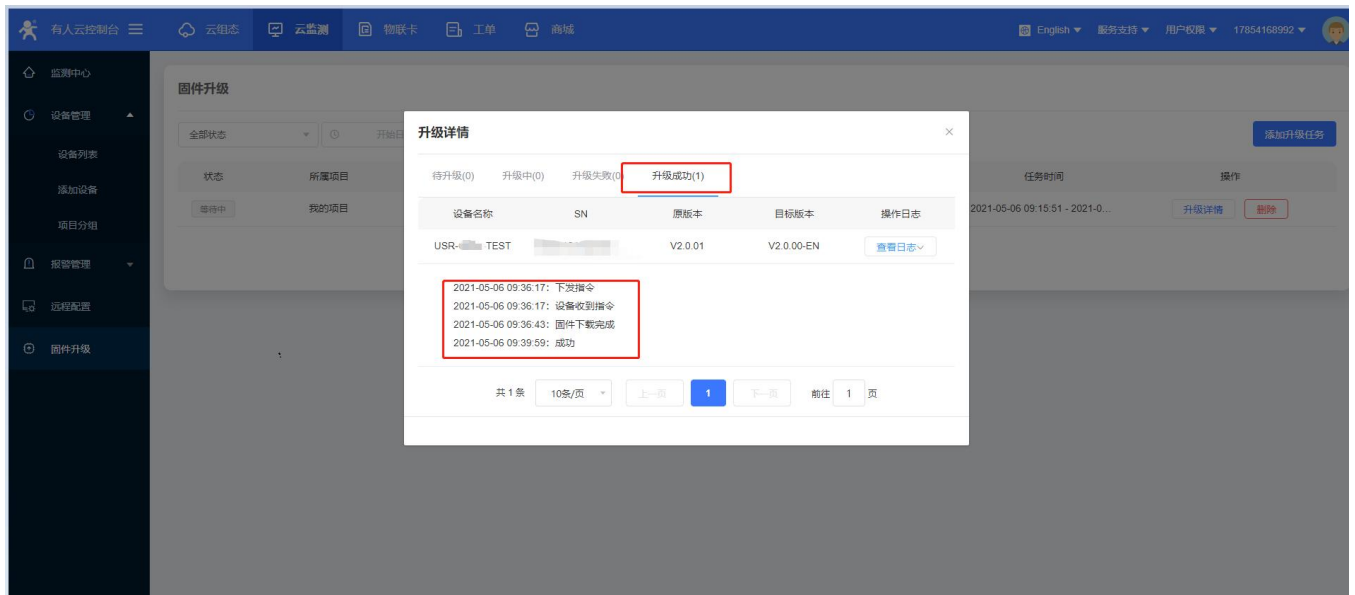 有人云控制台
云组态
云监测
物联卡
工单
商城
English
服务支持
用户权限
17854168992
监测中心
设备管理
设备列表
添加设备
项目分组
报警管理
远程配置
固件升级
固件升级
全部状态
开始日
添加升级任务
状态
所属项目
任务时间
操作
等待中
我的项目
2021-05-06 09:15:51 - 2021-0...
升级详情
删除
升级详情
待升级(0)
升级中(0)
升级失败(0
升级成功(1)
设备名称
SN
原版本
目标版本
操作日志
USR-
TEST
V2.0.01
V2.0.00-EN
查看日志
2021-05-06 09:36:17: 下发指令
2021-05-06 09:36:17: 设备收到指令
2021-05-06 09:36:43: 固件下载完成
2021-05-06 09:39:59: 成功
共 1 条
10条/页
上一页
1
下一页
前往
1
页